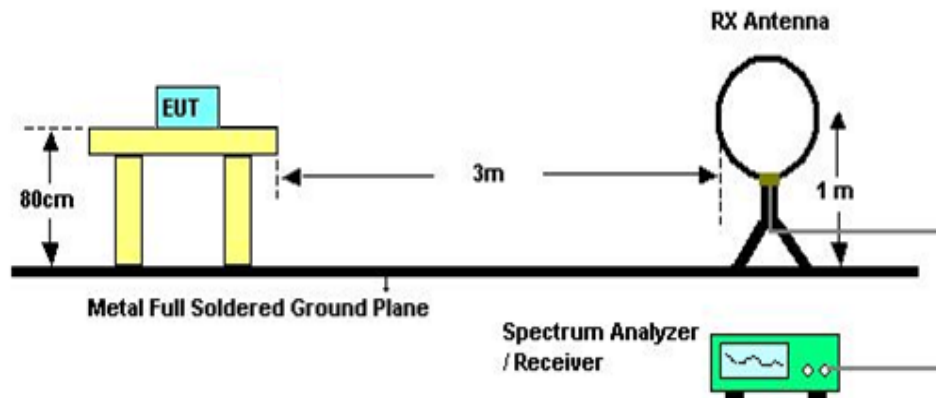 RX Antenna
EUT
3m
80cm
1 m
Metal Full Soldered Ground Plane
Spectrum Analyzer
/ Receiver